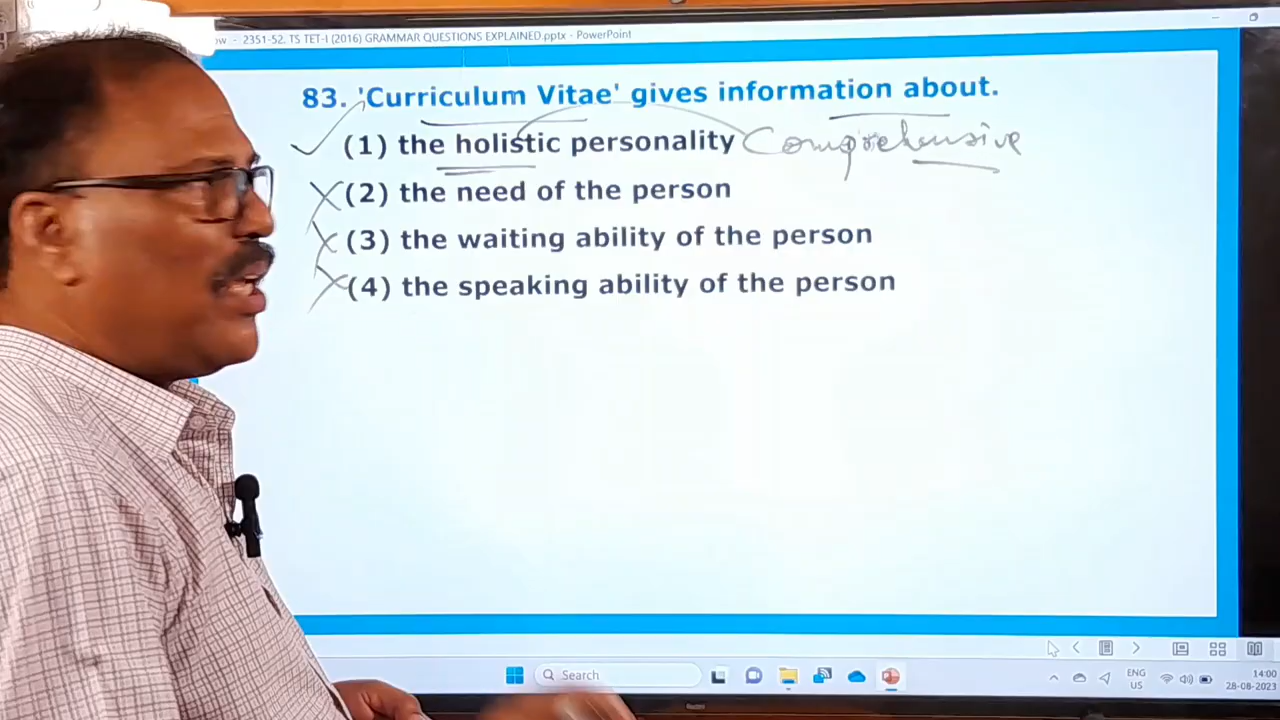 ow - 2351-52. TS TET-I (2016) GRAMMAR QUESTIONS EXPLAINED.pptx - PowerPoint
83. 'Curriculum Vitae' gives information about.
(1) the holistic personality Comprehensive
(2) the need of the person
(3) the waiting ability of the person
(4) the speaking ability of the person
Search
ENG
US
14:00
28-08-2023
Redmi